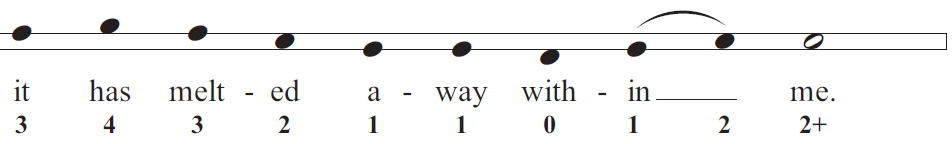 it has melt - ed a - way with - in me.
3 4 3 2 1 1 0 1 2 2+